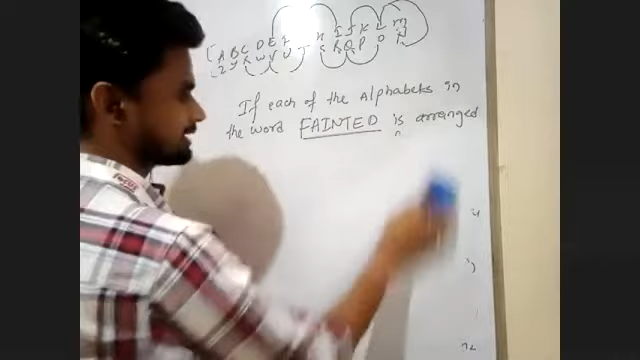 A B C D E F H I J K L M
Z Y X W V U S R Q P O N
If each of the Alphabets in
the word FAINTED is arranged